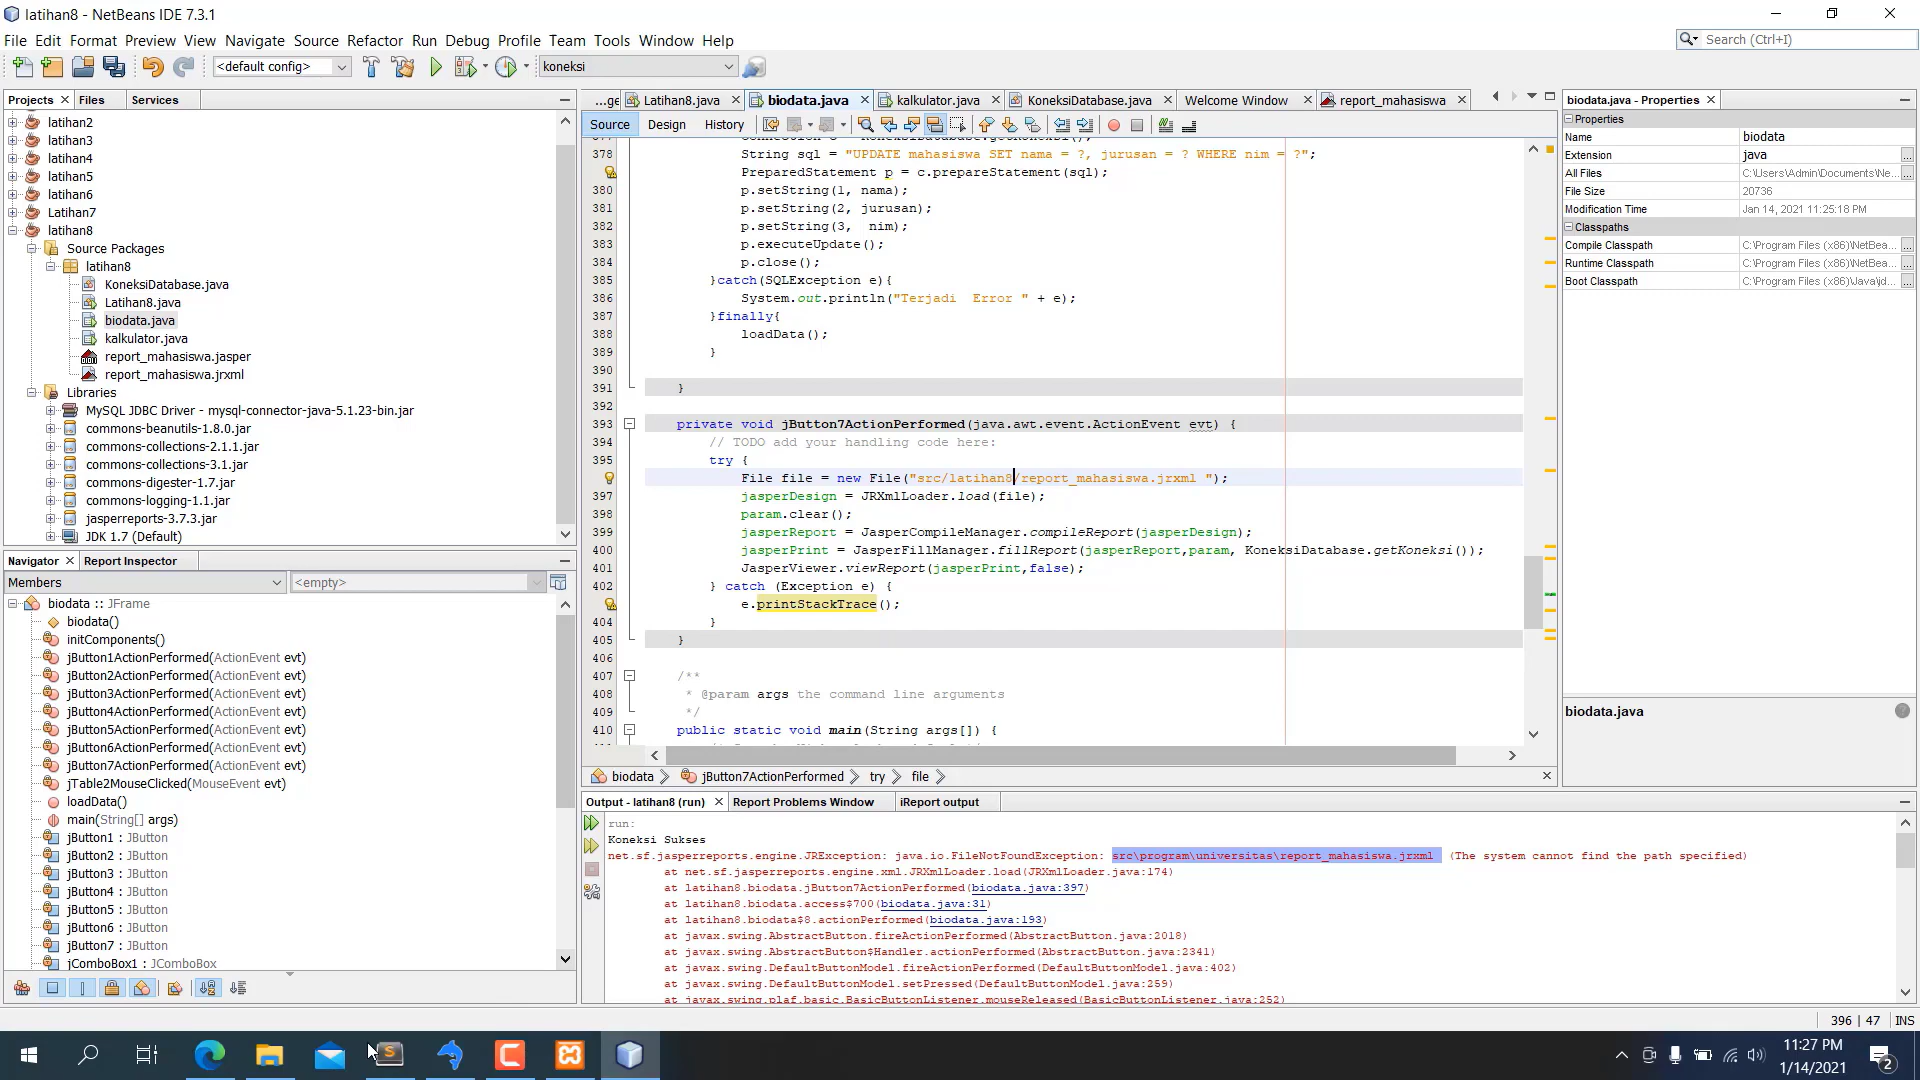 latihan8 - NetBeans IDE 7.3.1
File Edit Format Preview View Navigate Source Refactor Run Debug Profile Team Tools Window Help
Search (Ctrl+I)
<default config>
koneksi
Projects Files Services
latihan2
latihan3
latihan4
latihan5
latihan6
Latihan7
latihan8
Source Packages
latihan8
KoneksiDatabase.java
Latihan8.java
biodata.java
kalkulator.java
report_mahasiswa.jasper
report_mahasiswa.jrxml
Libraries
MySQL JDBC Driver - mysql-connector-java-5.1.23-bin.jar
commons-beanutils-1.8.0.jar
commons-collections-2.1.1.jar
commons-collections-3.1.jar
commons-digester-1.7.jar
commons-logging-1.1.jar
jasperreports-3.7.3.jar
JDK 1.7 (Default)
Navigator Report Inspector
Members <empty>
biodata :: JFrame
biodata()
initComponents()
jButton1ActionPerformed(ActionEvent evt)
jButton2ActionPerformed(ActionEvent evt)
jButton3ActionPerformed(ActionEvent evt)
jButton4ActionPerformed(ActionEvent evt)
jButton5ActionPerformed(ActionEvent evt)
jButton6ActionPerformed(ActionEvent evt)
jButton7ActionPerformed(ActionEvent evt)
jTable2MouseClicked(MouseEvent evt)
loadData()
main(String[] args)
jButton1 : JButton
jButton2 : JButton
jButton3 : JButton
jButton4 : JButton
jButton5 : JButton
jButton6 : JButton
jButton7 : JButton
jComboBox1 : JComboBox
...ge Latihan8.java biodata.java kalkulator.java KoneksiDatabase.java Welcome Window report_mahasiswa
Source Design History
378 String sql = "UPDATE mahasiswa SET nama = ?, jurusan = ? WHERE nim = ?";
PreparedStatement p = c.prepareStatement(sql);
380 p.setString(1, nama);
381 p.setString(2, jurusan);
382 p.setString(3,  nim);
383 p.executeUpdate();
384 p.close();
385 }catch(SQLException e){
386 System.out.println("Terjadi  Error " + e);
387 }finally{
388 loadData();
389 }
390
391 }
392
393 private void jButton7ActionPerformed(java.awt.event.ActionEvent evt) {
394 // TODO add your handling code here:
395 try {
File file = new File("src/latihan8/report_mahasiswa.jrxml ");
397 jasperDesign = JRXmlLoader.load(file);
398 param.clear();
399 jasperReport = JasperCompileManager.compileReport(jasperDesign);
400 jasperPrint = JasperFillManager.fillReport(jasperReport,param, KoneksiDatabase.getKoneksi());
401 JasperViewer.viewReport(jasperPrint,false);
402 } catch (Exception e) {
e.printStackTrace();
404 }
405 }
406
407 /**
408 * @param args the command line arguments
409 */
410 public static void main(String args[]) {
biodata jButton7ActionPerformed try file
Output - latihan8 (run) Report Problems Window iReport output
run:
Koneksi Sukses
net.sf.jasperreports.engine.JRException: java.io.FileNotFoundException: src\program\universitas\report_mahasiswa.jrxml  (The system cannot find the path specified)
at net.sf.jasperreports.engine.xml.JRXmlLoader.load(JRXmlLoader.java:174)
at latihan8.biodata.jButton7ActionPerformed(biodata.java:397)
at latihan8.biodata.access$700(biodata.java:31)
at latihan8.biodata$8.actionPerformed(biodata.java:193)
at javax.swing.AbstractButton.fireActionPerformed(AbstractButton.java:2018)
at javax.swing.AbstractButton$Handler.actionPerformed(AbstractButton.java:2341)
at javax.swing.DefaultButtonModel.fireActionPerformed(DefaultButtonModel.java:402)
at javax.swing.DefaultButtonModel.setPressed(DefaultButtonModel.java:259)
at javax.swing.plaf.basic.BasicButtonListener.mouseReleased(BasicButtonListener.java:252)
biodata.java - Properties
Properties
Name biodata
Extension java
All Files C:\Users\Admin\Documents\Ne...
File Size 20736
Modification Time Jan 14, 2021 11:25:18 PM
Classpaths
Compile Classpath C:\Program Files (x86)\NetBea...
Runtime Classpath C:\Program Files (x86)\NetBea...
Boot Classpath C:\Program Files (x86)\Java\jd...
biodata.java
396 | 47 INS
11:27 PM
1/14/2021
2